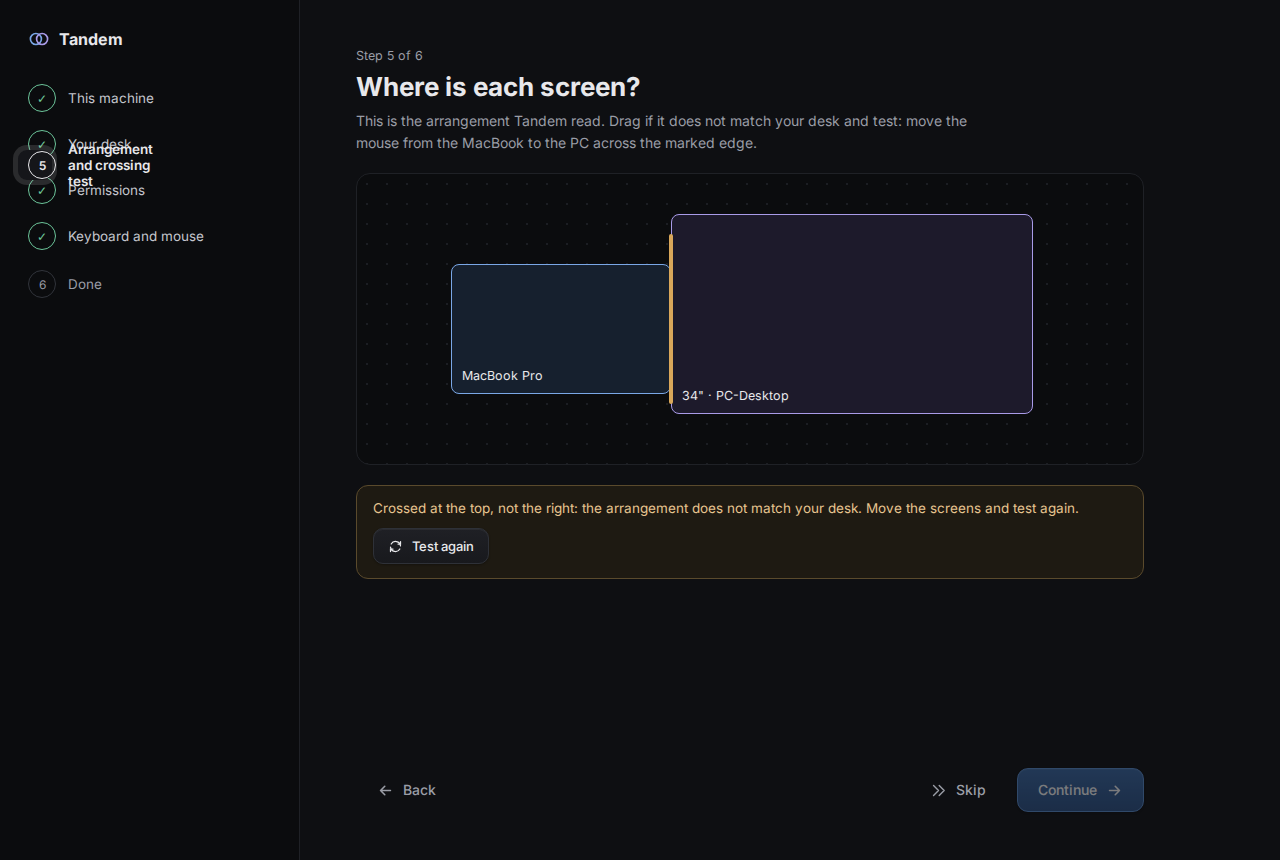 Tandem
✓ This machine
✓ Your desk
5 Arrangement
and crossing
test
✓ Permissions
✓ Keyboard and mouse
6 Done
Step 5 of 6
Where is each screen?
This is the arrangement Tandem read. Drag if it does not match your desk and test: move the
mouse from the MacBook to the PC across the marked edge.
MacBook Pro
34" · PC-Desktop
Crossed at the top, not the right: the arrangement does not match your desk. Move the screens and test again.
Test again
Back
Skip
Continue